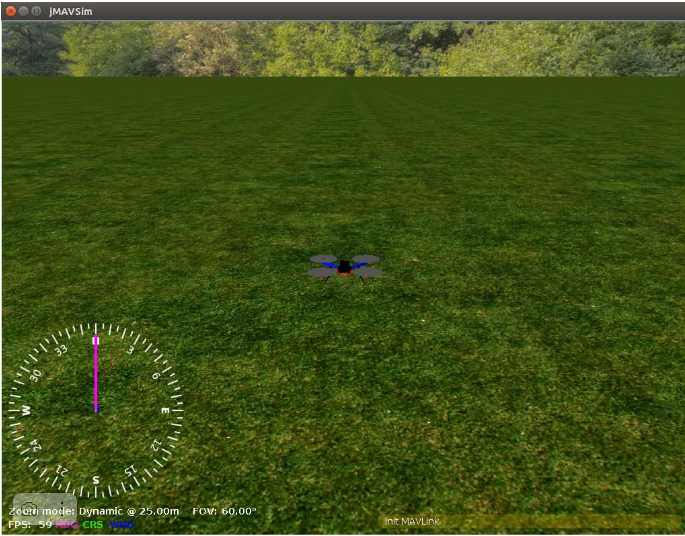 jMAVSim
N
33 3
30 6
W E
24 12
21 15
S
Zoom mode: Dynamic @ 25.00m FOV: 60.00°
FPS: 59 HDG CRS WND
Init MAVLink